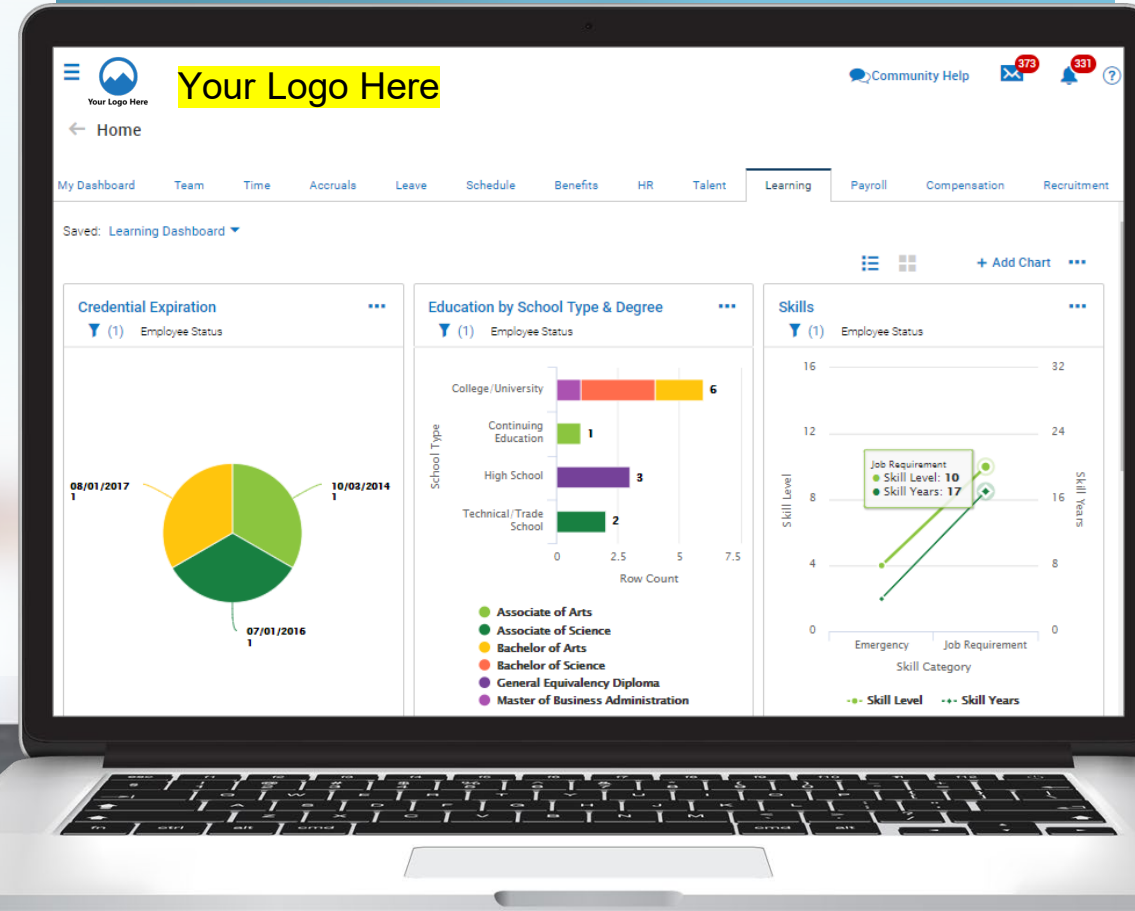 373
331
Your Logo Here
Your Logo Here
Community Help
Home
My Dashboard Team Time Accruals Leave Schedule Benefits HR Talent Learning Payroll Compensation Recruitment
Saved: Learning Dashboard
+ Add Chart
Credential Expiration
(1) Employee Status
08/01/2017
1
10/03/2014
1
07/01/2016
1
Education by School Type & Degree
(1) Employee Status
School Type
College/University
6
Continuing
Education
1
High School
3
Technical/Trade
School
2
0 2.5 5 7.5
Row Count
Associate of Arts
Associate of Science
Bachelor of Arts
Bachelor of Science
General Equivalency Diploma
Master of Business Administration
Skills
(1) Employee Status
16 32
12 24
8 16
4 8
0 0
Skill Level
Skill Years
Job Requirement
Skill Level: 10
Skill Years: 17
Emergency Job Requirement
Skill Category
Skill Level Skill Years
A S D F G H J K L
Z X C V B N M
fn ctrl alt cmd
cmd alt